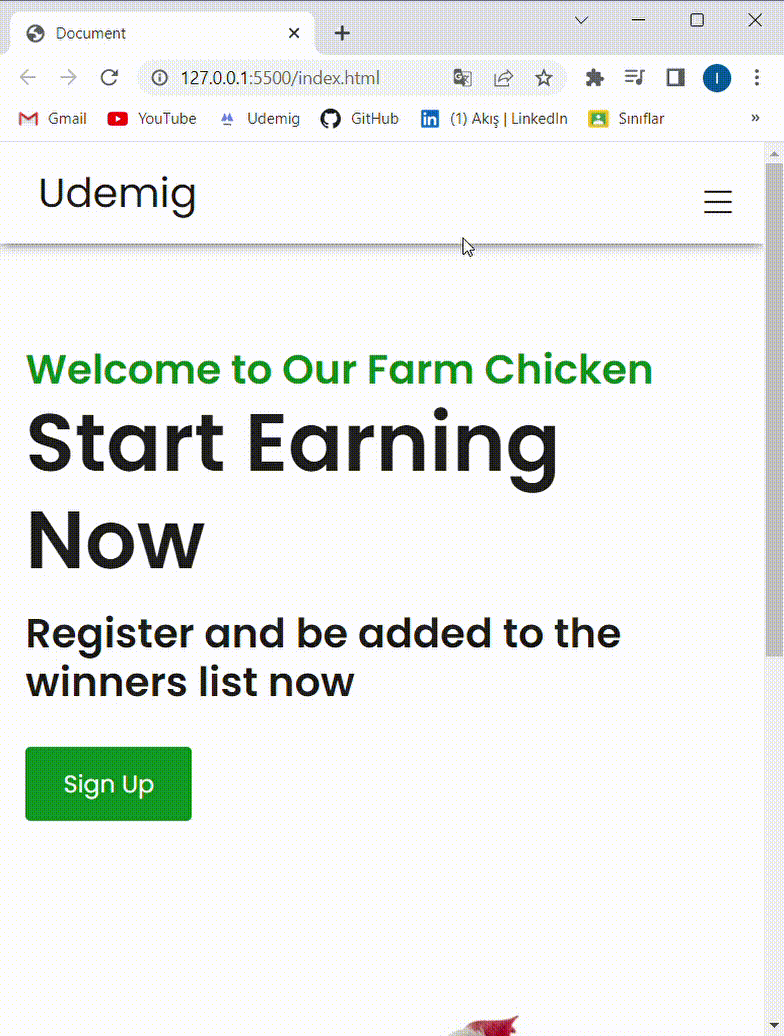 Document
127.0.0.1:5500/index.html
I
Gmail
YouTube
Udemig
GitHub
(1) Akış | LinkedIn
Sınıflar
»
Udemig
Welcome to Our Farm Chicken
Start Earning
Now
Register and be added to the
winners list now
Sign Up